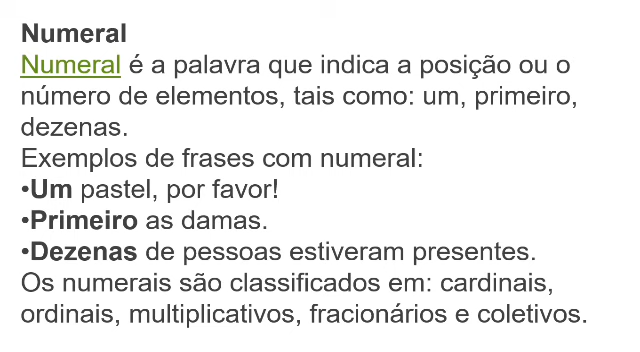 Numeral
Numeral é a palavra que indica a posição ou o
número de elementos, tais como: um, primeiro,
dezenas.
Exemplos de frases com numeral:
•Um pastel, por favor!
•Primeiro as damas.
•Dezenas de pessoas estiveram presentes.
Os numerais são classificados em: cardinais,
ordinais, multiplicativos, fracionários e coletivos.